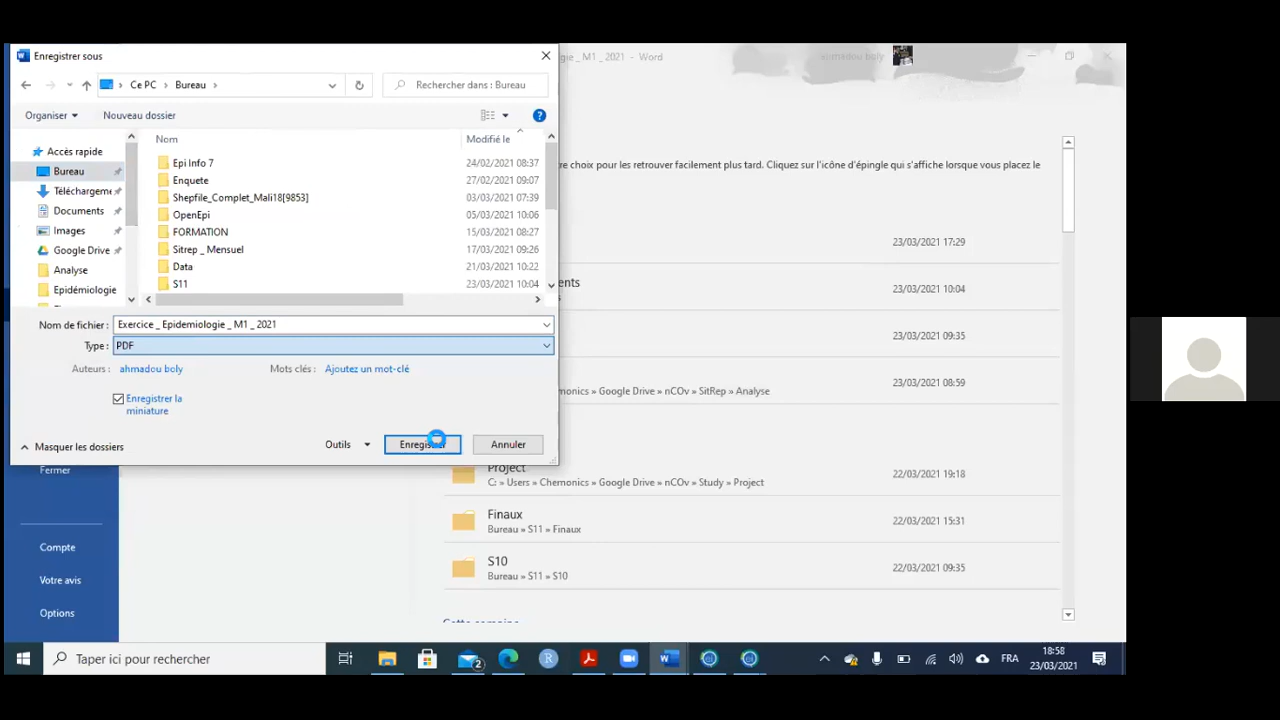 Enregistrer sous
gie _ M1 _ 2021 - Word
ahmadou boly
Ce PC > Bureau >
Rechercher dans : Bureau
Organiser
Nouveau dossier
Accès rapide
Bureau
Téléchargeme
Documents
Images
Google Drive
Analyse
Epidémiologie
Nom
Modifié le
Epi Info 7 24/02/2021 08:37
Enquete 27/02/2021 09:07
Shepfile_Complet_Mali18[9853] 03/03/2021 07:39
OpenEpi 05/03/2021 10:06
FORMATION 15/03/2021 08:27
Sitrep _ Mensuel 17/03/2021 09:26
Data 21/03/2021 10:22
S11 23/03/2021 10:04
Nom de fichier : Exercice _ Epidemiologie _ M1 _ 2021
Type : PDF
Auteurs : ahmadou boly
Mots clés : Ajoutez un mot-clé
Enregistrer la
miniature
Masquer les dossiers
Outils
Enregistrer
Annuler
re choix pour les retrouver facilement plus tard. Cliquez sur l'icône d'épingle qui s'affiche lorsque vous placez le
23/03/2021 17:29
ents
23/03/2021 10:04
23/03/2021 09:35
monics » Google Drive » nCOv » SitRep » Analyse
23/03/2021 08:59
Project
C: » Users » Chemonics » Google Drive » nCOv » Study » Project
22/03/2021 19:18
Finaux
Bureau » S11 » Finaux
22/03/2021 15:31
S10
Bureau » S11 » S10
22/03/2021 09:35
Cette semaine
Fermer
Compte
Votre avis
Options
Taper ici pour rechercher
2
FRA
18:58
23/03/2021